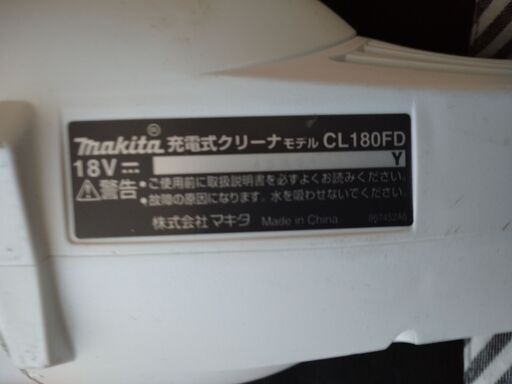 makita® 充電式クリーナ モデル CL180FD
18V⎓ Y
⚠警告・ご使用前に取扱説明書を必ずよくお読みください。
・故障の原因になります。水を吸わせないでください。
株式会社マキタ Made in China